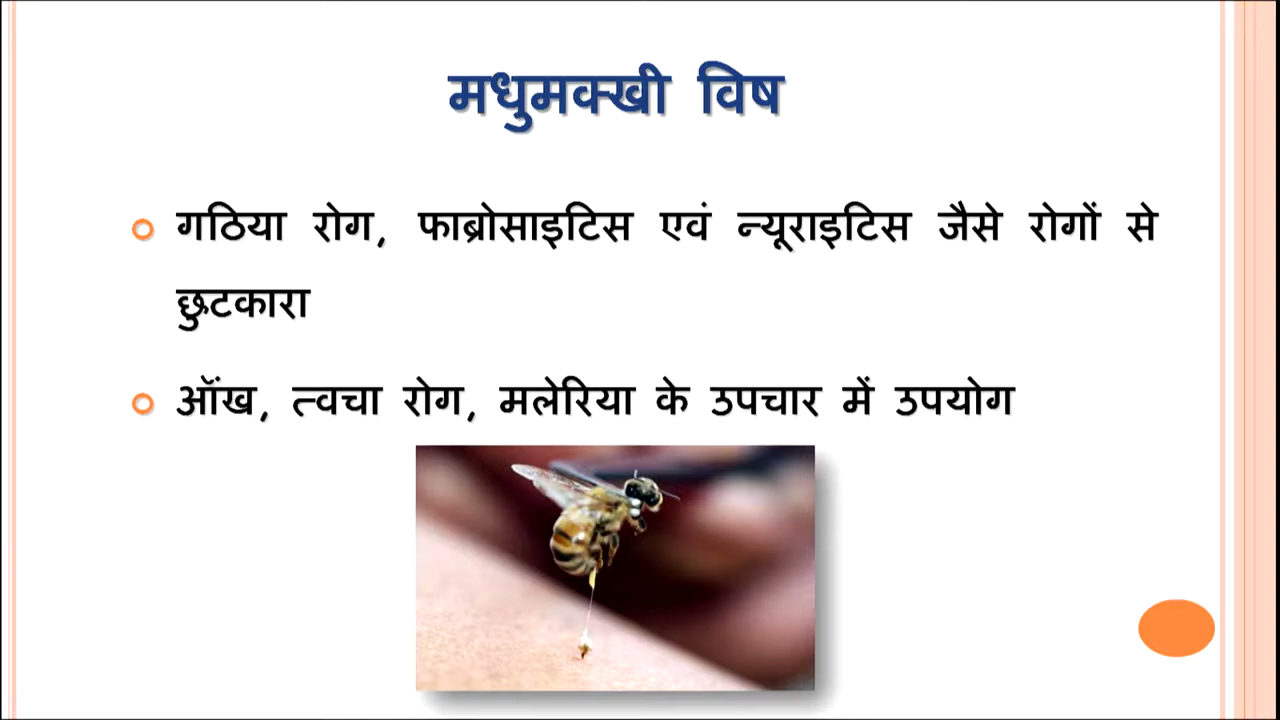 मधुमक्खी विष
गठिया रोग, फाब्रोसाइटिस एवं न्यूराइटिस जैसे रोगों से
छुटकारा
ऑंख, त्वचा रोग, मलेरिया के उपचार में उपयोग